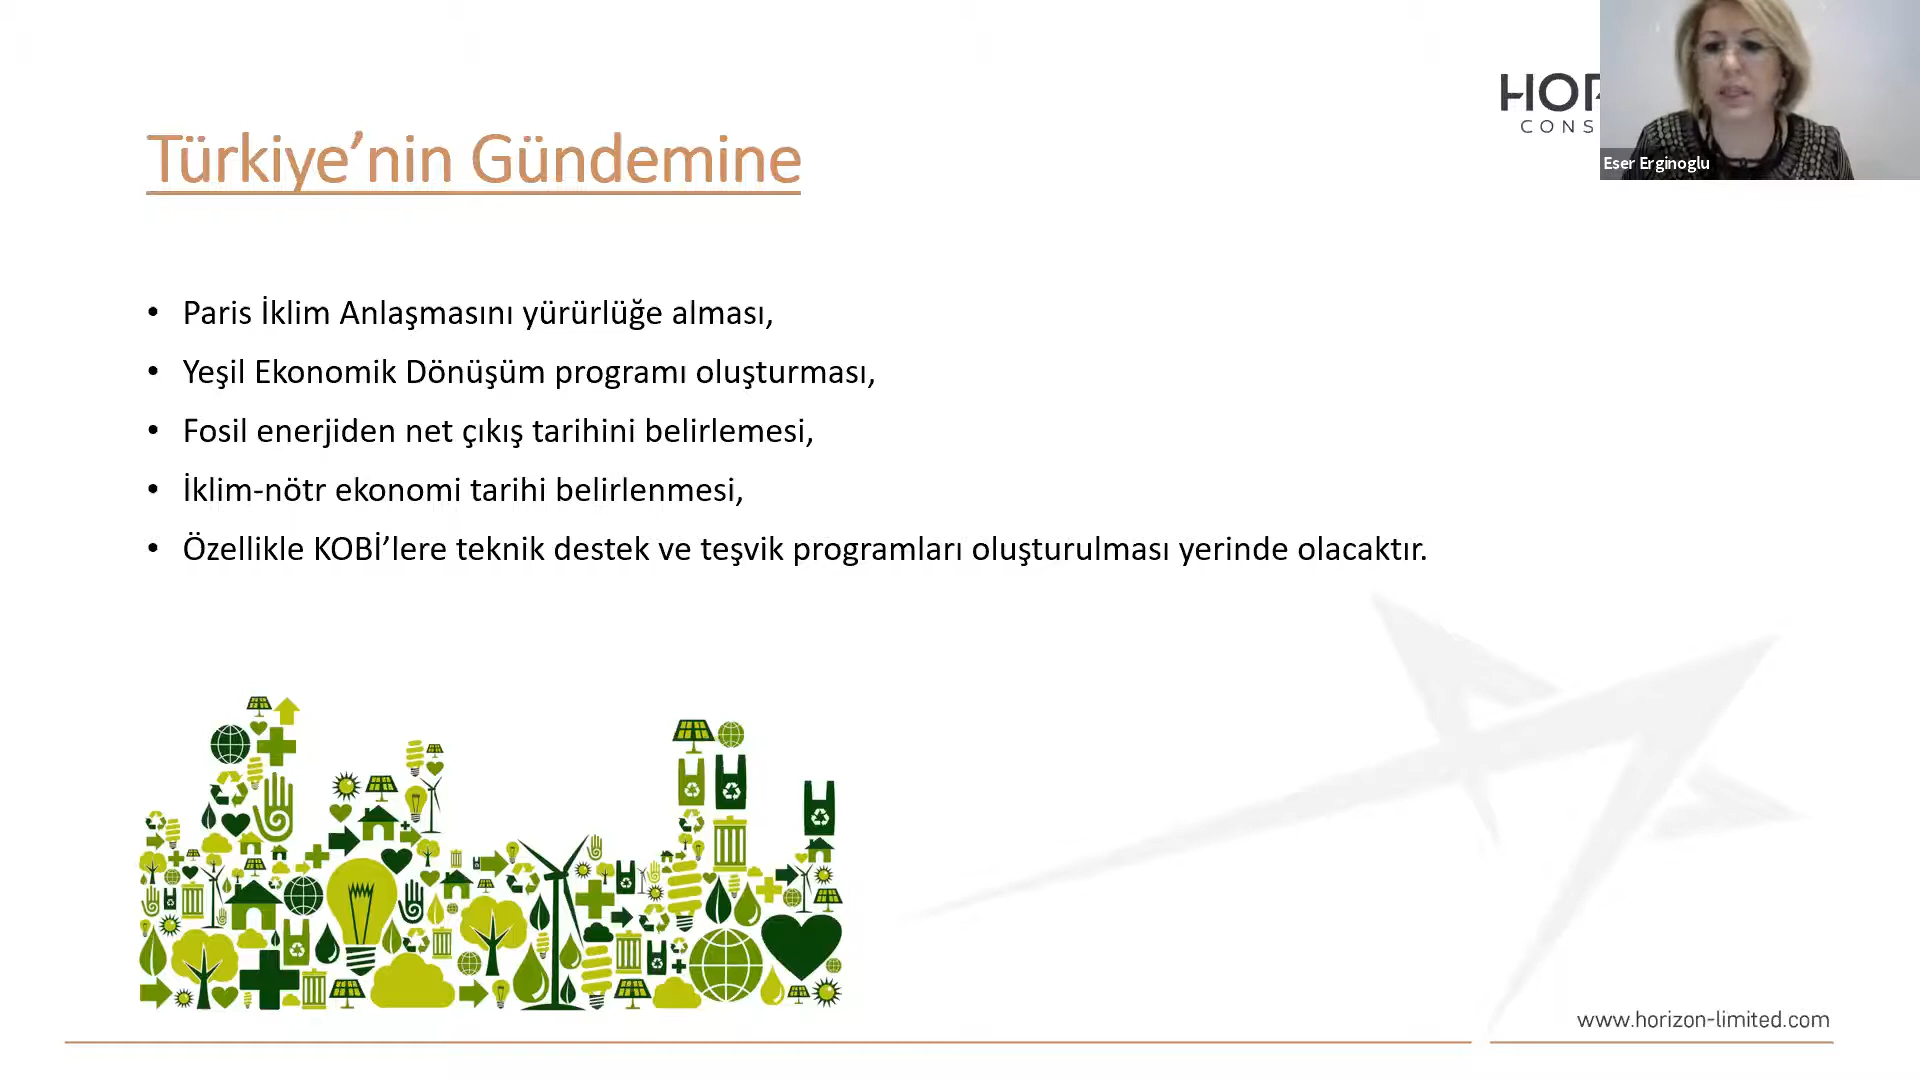 Türkiye’nin Gündemine
• Paris İklim Anlaşmasını yürürlüğe alması,
• Yeşil Ekonomik Dönüşüm programı oluşturması,
• Fosil enerjiden net çıkış tarihini belirlemesi,
• İklim-nötr ekonomi tarihi belirlenmesi,
• Özellikle KOBİ’lere teknik destek ve teşvik programları oluşturulması yerinde olacaktır.
Eser Erginoglu
www.horizon-limited.com